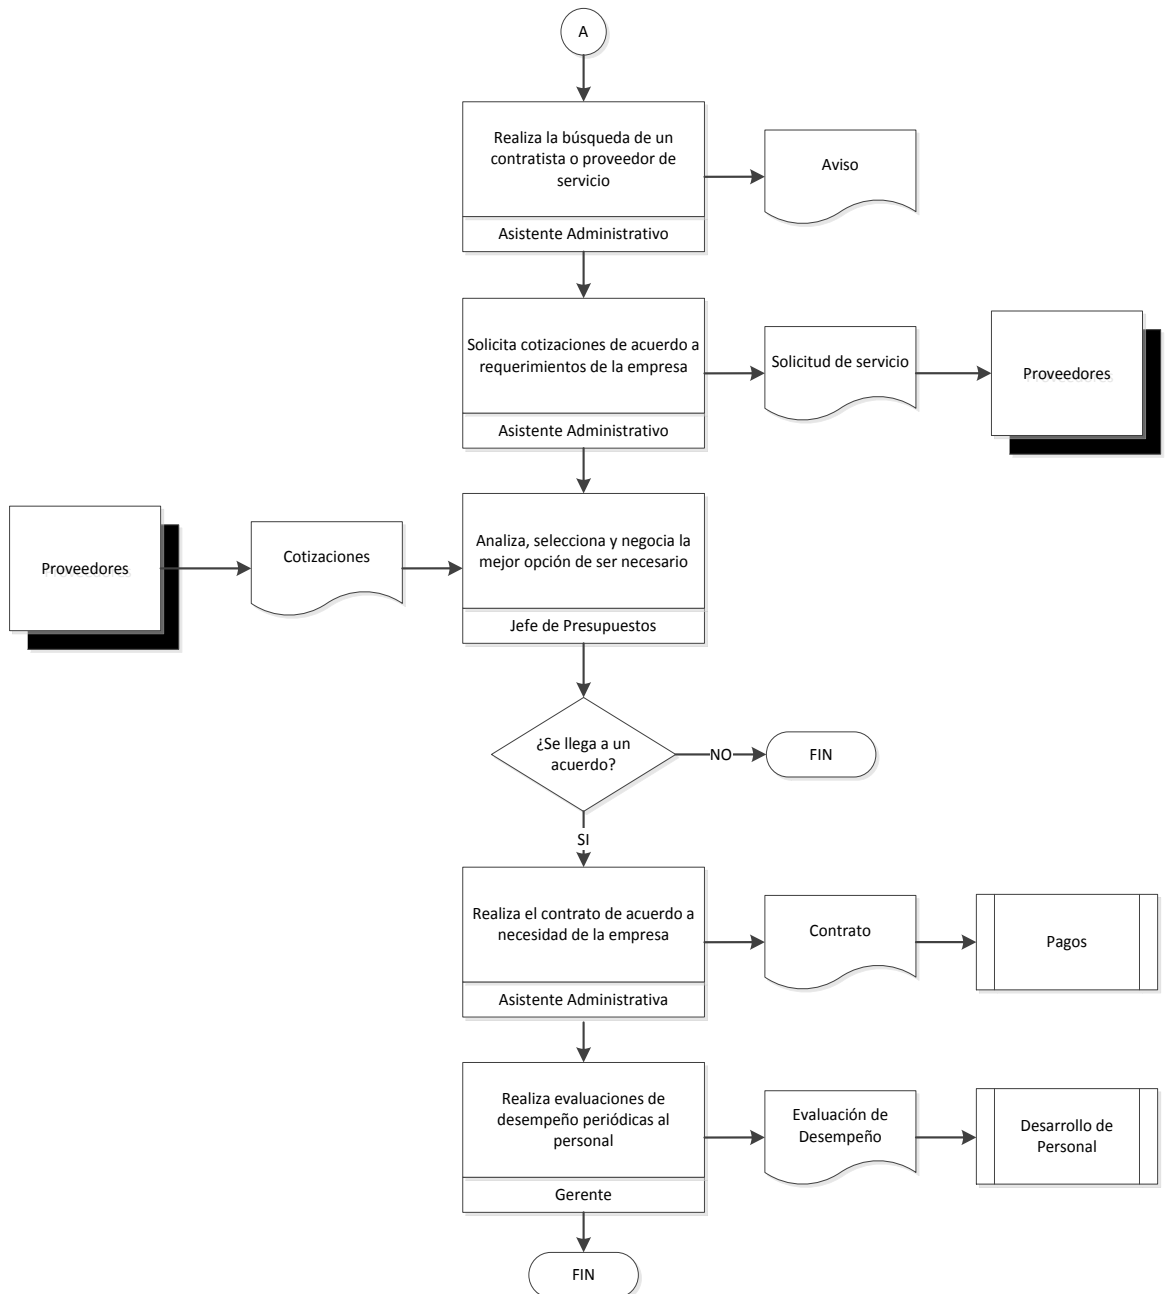 A
Realiza la búsqueda de un
contratista o proveedor de
servicio
Asistente Administrativo
Aviso
Solicita cotizaciones de acuerdo a
requerimientos de la empresa
Asistente Administrativo
Solicitud de servicio
Proveedores
Proveedores
Cotizaciones
Analiza, selecciona y negocia la
mejor opción de ser necesario
Jefe de Presupuestos
¿Se llega a un
acuerdo?
NO
FIN
SI
Realiza el contrato de acuerdo a
necesidad de la empresa
Asistente Administrativa
Contrato
Pagos
Realiza evaluaciones de
desempeño periódicas al
personal
Gerente
Evaluación de
Desempeño
Desarrollo de
Personal
FIN